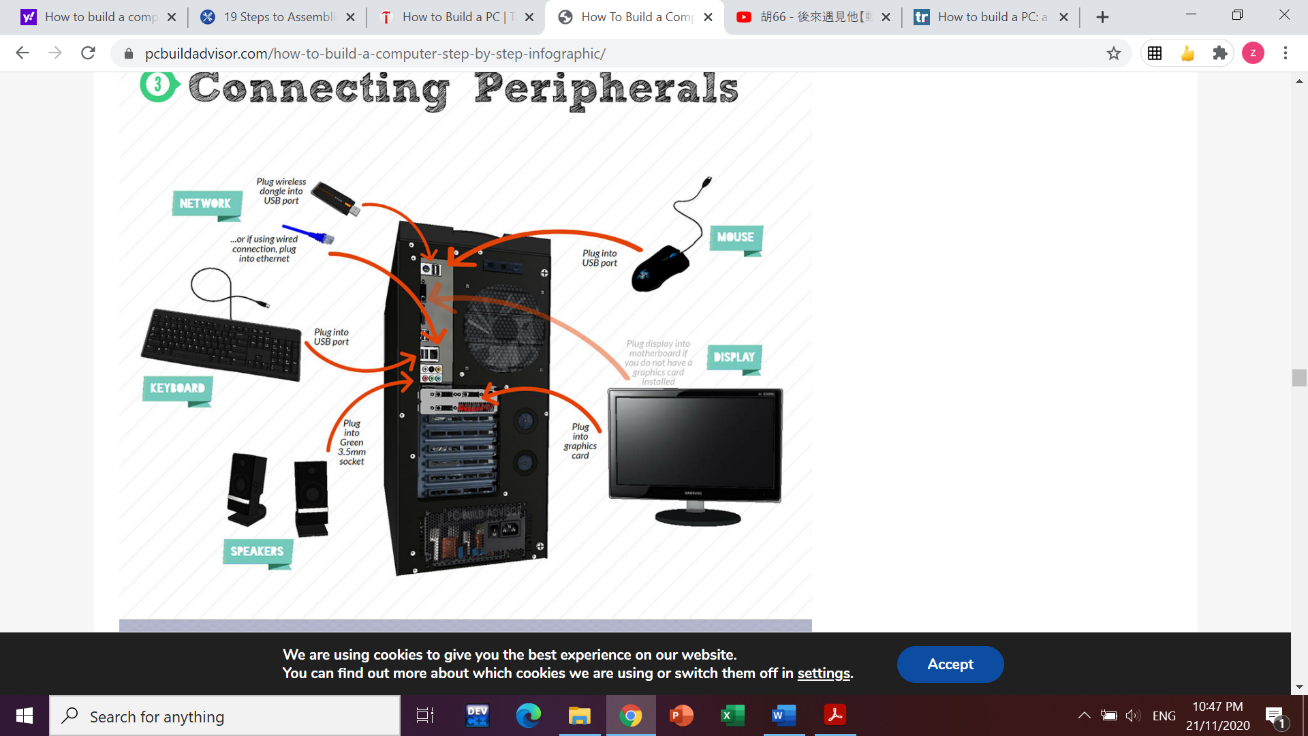 How to build a comp
19 Steps to Assembli
How to Build a PC | T
How To Build a Com
胡66 - 後來遇見他【
How to build a PC: a
pcbuildadvisor.com/how-to-build-a-computer-step-by-step-infographic/
Z
3 Connecting Peripherals
NETWORK
Plug wireless
dongle into
USB port
...or if using wired
connection, plug
into ethernet
Plug into
USB port
MOUSE
Plug into
USB port
KEYBOARD
Plug display into
motherboard if
you do not have a
graphics card
installed
DISPLAY
Plug
into
Green
3.5mm
socket
Plug
into
graphics
card
SAMSUNG
SPEAKERS
We are using cookies to give you the best experience on our website.
You can find out more about which cookies we are using or switch them off in settings.
Accept
Search for anything
DEV
C++
ENG
10:47 PM
21/11/2020
1